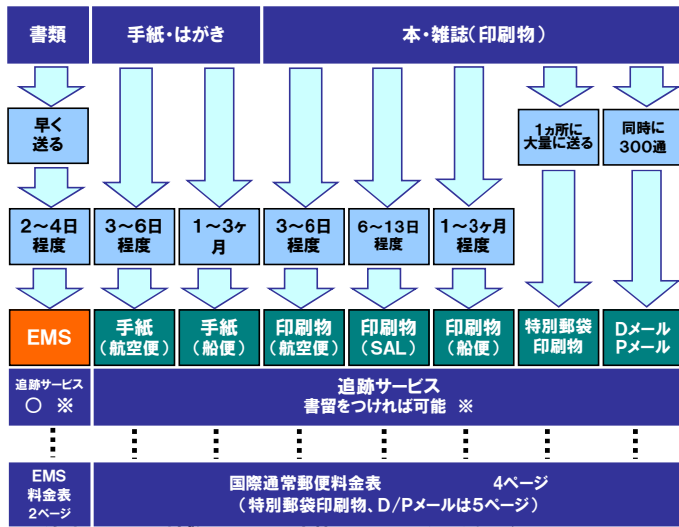 書類
手紙・はがき
本・雑誌(印刷物)
早く
送る
1ヵ所に
大量に送る
同時に
300通
2～4日
程度
3～6日
程度
1～3ヶ
月
3～6日
程度
6～13日
程度
1～3ヶ月
程度
EMS
手紙
(航空便)
手紙
(船便)
印刷物
(航空便)
印刷物
(SAL)
印刷物
(船便)
特別郵袋
印刷物
Dメール
Pメール
追跡サービス
〇 ※
追跡サービス
書留をつければ可能 ※
EMS
料金表
2ページ
国際通常郵便料金表 4ページ
(特別郵袋印刷物、D/Pメールは5ページ)